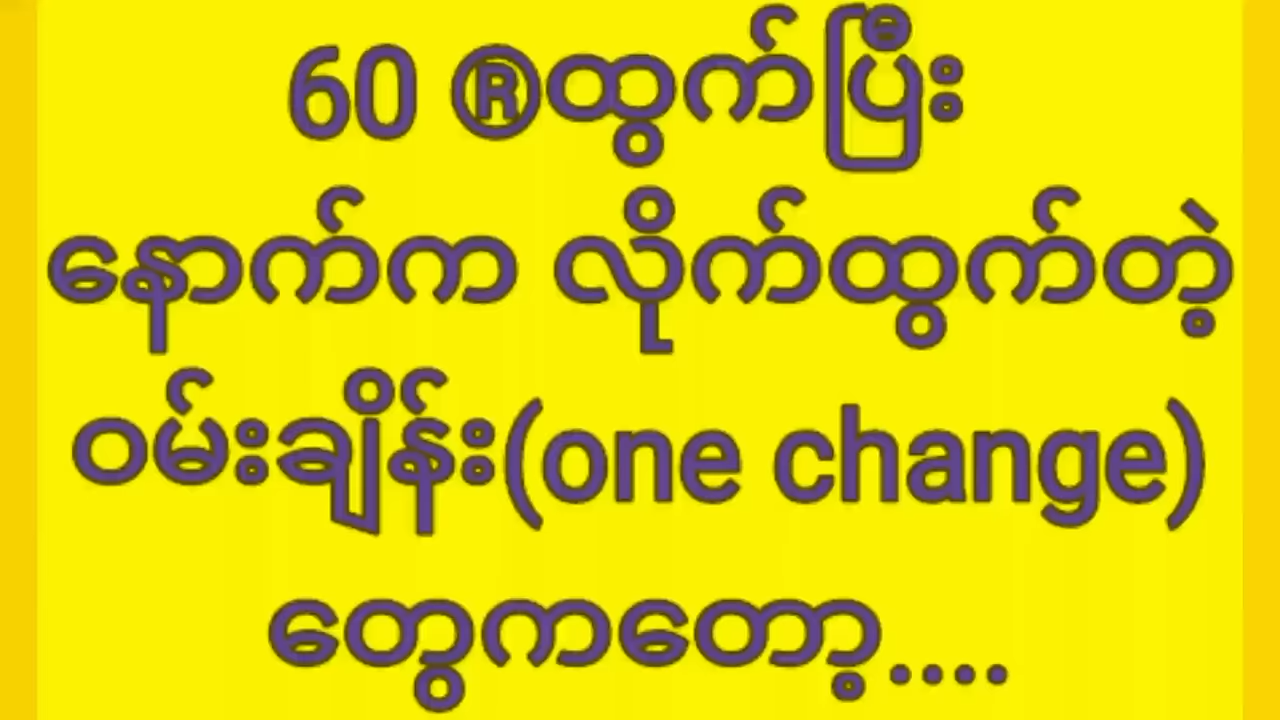 60 ®ထွက်ပြီး
နောက်က လိုက်ထွက်တဲ့
ဝမ်းချိန်း(one change)
တွေကတော့....